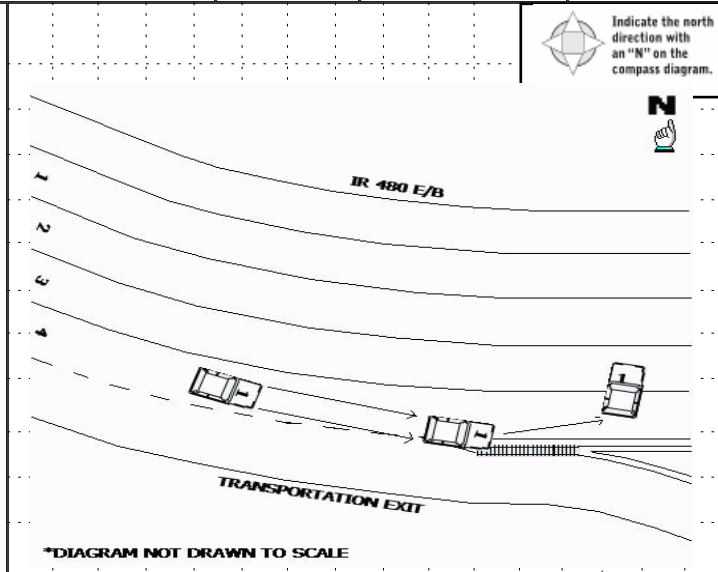 Indicate the north
direction with
an "N" on the
compass diagram.
N
IR 480 E/B
1
2
3
4
1
1
1
TRANSPORTATION EXIT
*DIAGRAM NOT DRAWN TO SCALE